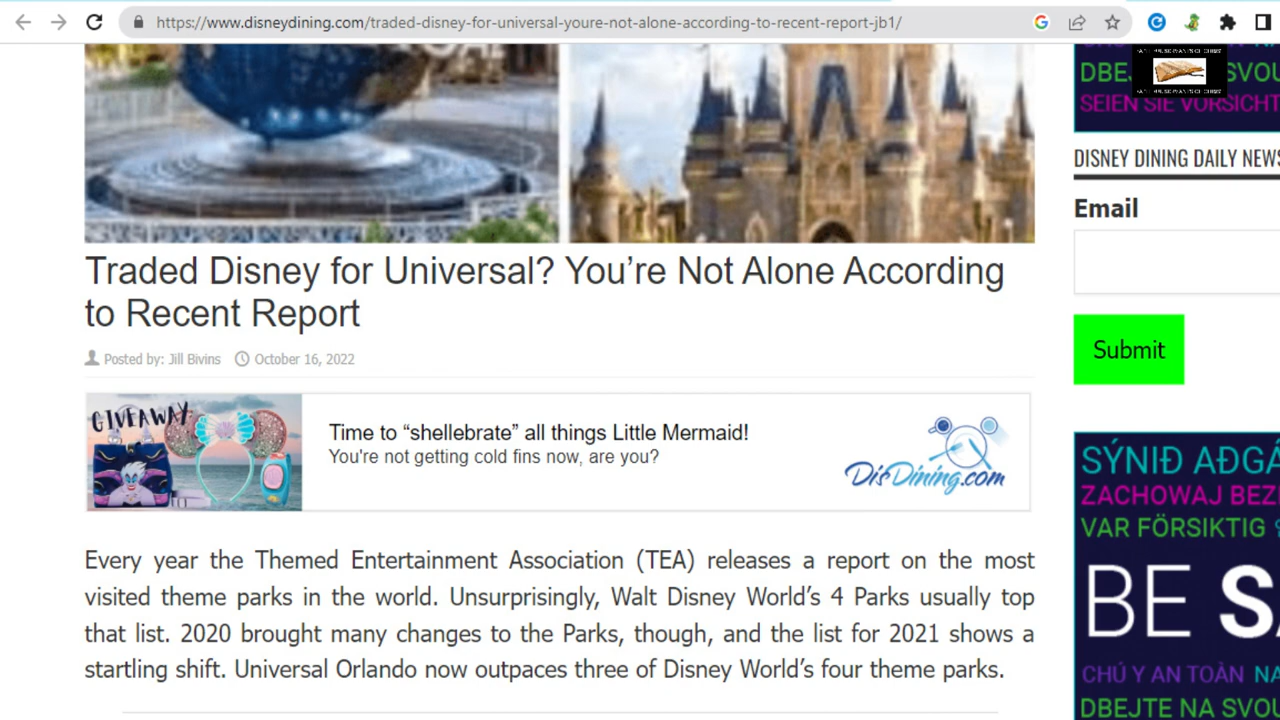 https://www.disneydining.com/traded-disney-for-universal-youre-not-alone-according-to-recent-report-jb1/
Traded Disney for Universal? You’re Not Alone According
to Recent Report
Posted by: Jill Bivins October 16, 2022
GIVEAWAY
Time to “shellebrate” all things Little Mermaid!
You're not getting cold fins now, are you?
DisDining.com
Every year the Themed Entertainment Association (TEA) releases a report on the most
visited theme parks in the world. Unsurprisingly, Walt Disney World’s 4 Parks usually top
that list. 2020 brought many changes to the Parks, though, and the list for 2021 shows a
startling shift. Universal Orlando now outpaces three of Disney World’s four theme parks.
SEIEN SIE VORSICHT
DISNEY DINING DAILY NEWS
Email
Submit
SÝNIÐ AÐGÁ
ZACHOWAJ BEZ
VAR FÖRSIKTIG
BE SA
CHÚ Ý AN TOÀN NA
DBEJTE NA SVOU